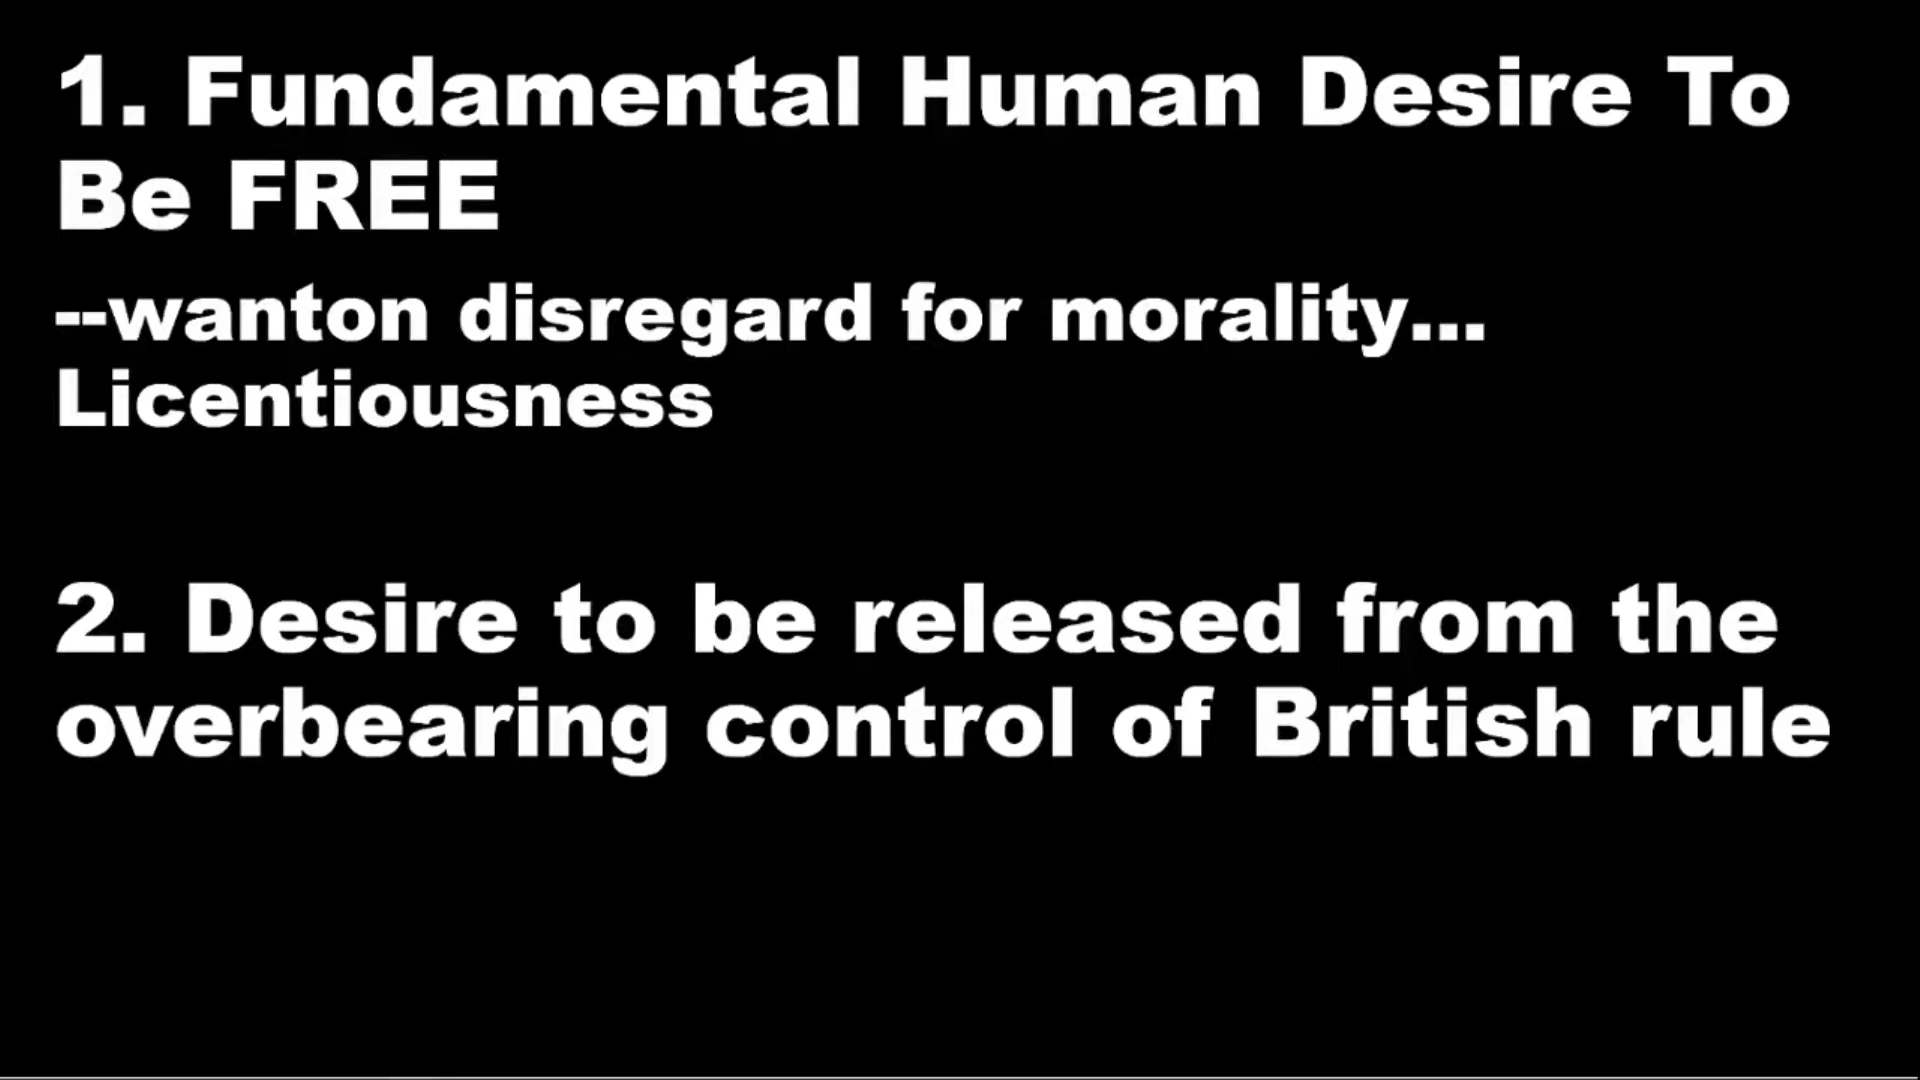 1. Fundamental Human Desire To
Be FREE
--wanton disregard for morality...
Licentiousness
2. Desire to be released from the
overbearing control of British rule